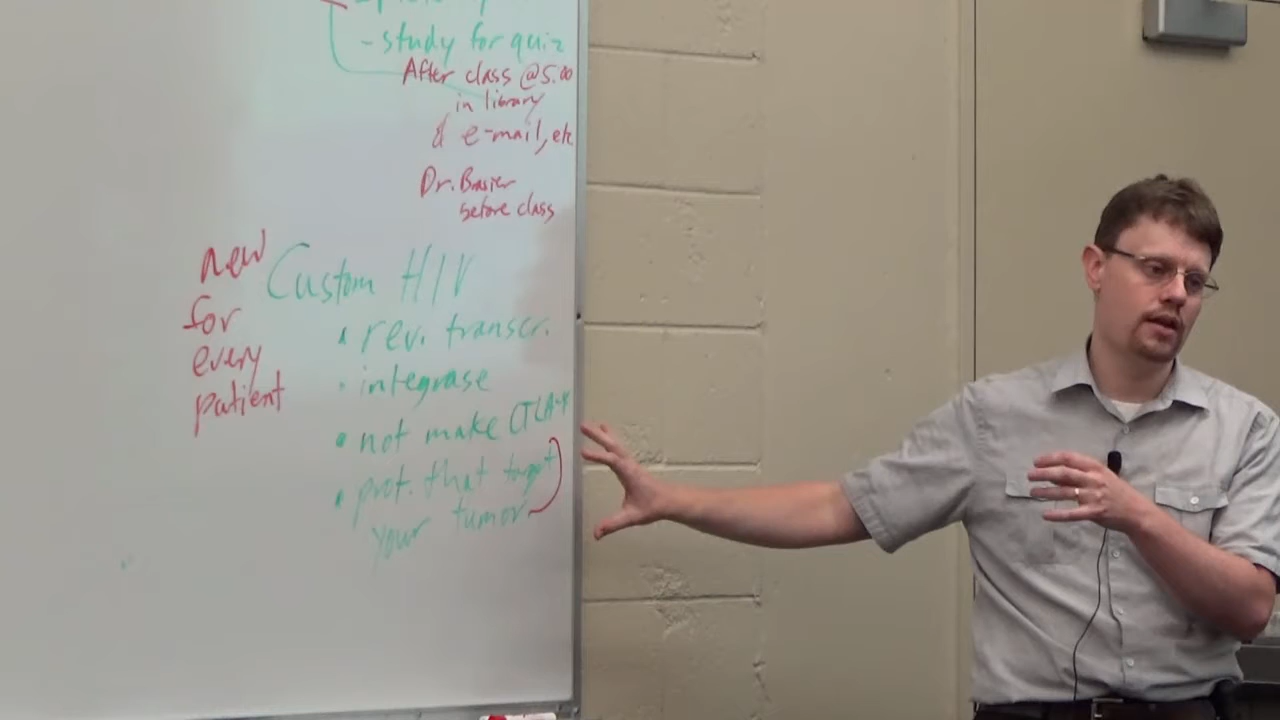 -study for quiz
After class @5:00
in library
& e-mail, etc
Dr. Brasier
before class
new
for
every
patient
Custom HIV
• rev. transcr.
• integrase
• not make CTLA-4
• prot. that target
your tumor